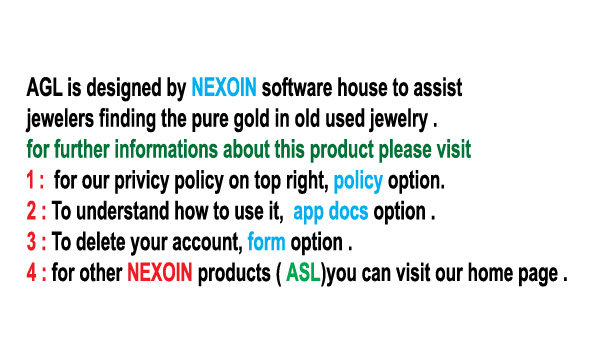 AGL is designed by NEXOIN software house to assist
jewelers finding the pure gold in old used jewelry .
for further informations about this product please visit
1 : for our privicy policy on top right, policy option.
2 : To understand how to use it, app docs option .
3 : To delete your account, form option .
4 : for other NEXOIN products ( ASL)you can visit our home page .